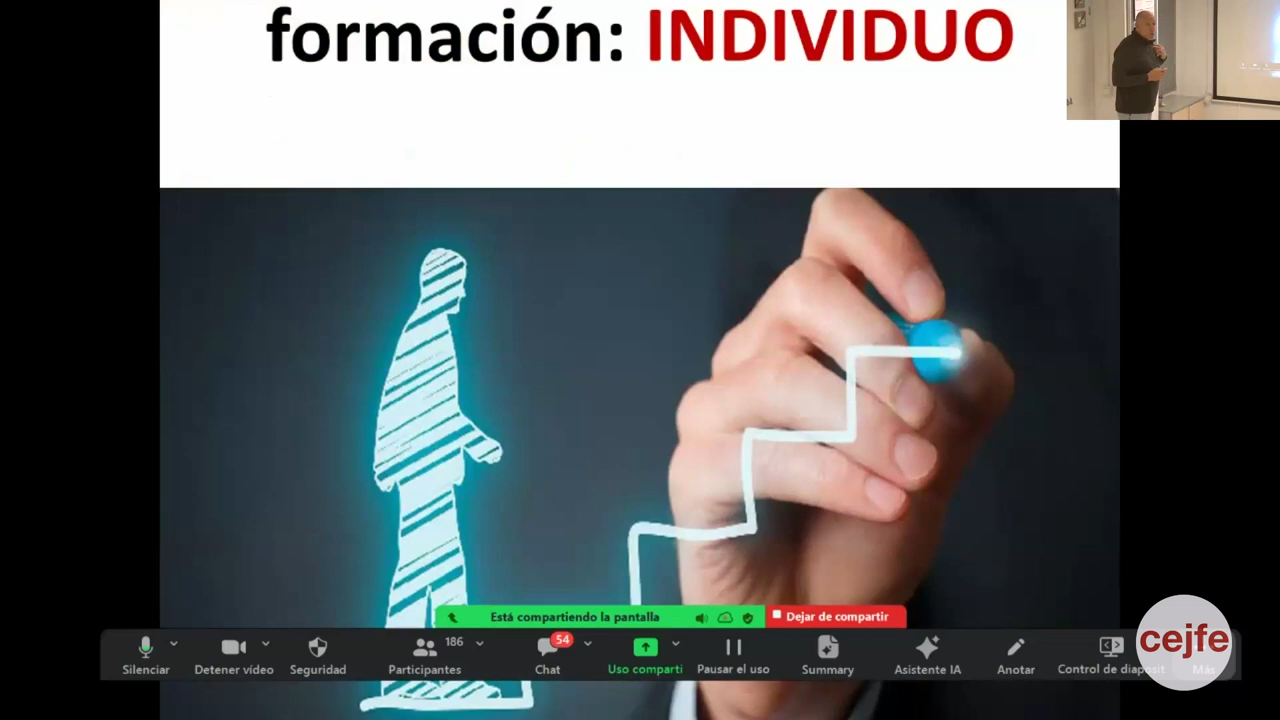 formación: INDIVIDUO
Está compartiendo la pantalla
Dejar de compartir
186
54
Silenciar
Detener vídeo
Seguridad
Participantes
Chat
Uso comparti
Pausar el uso
Summary
Asistente IA
Anotar
Control de diaposit
Más
cejfe